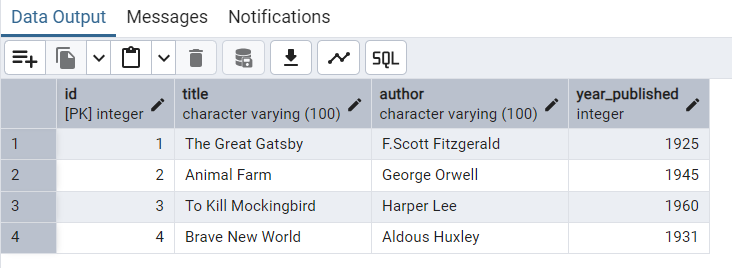 Data Output Messages Notifications
SQL
id title author year_published
[PK] integer character varying (100) character varying (100) integer
1 1 The Great Gatsby F.Scott Fitzgerald 1925
2 2 Animal Farm George Orwell 1945
3 3 To Kill Mockingbird Harper Lee 1960
4 4 Brave New World Aldous Huxley 1931